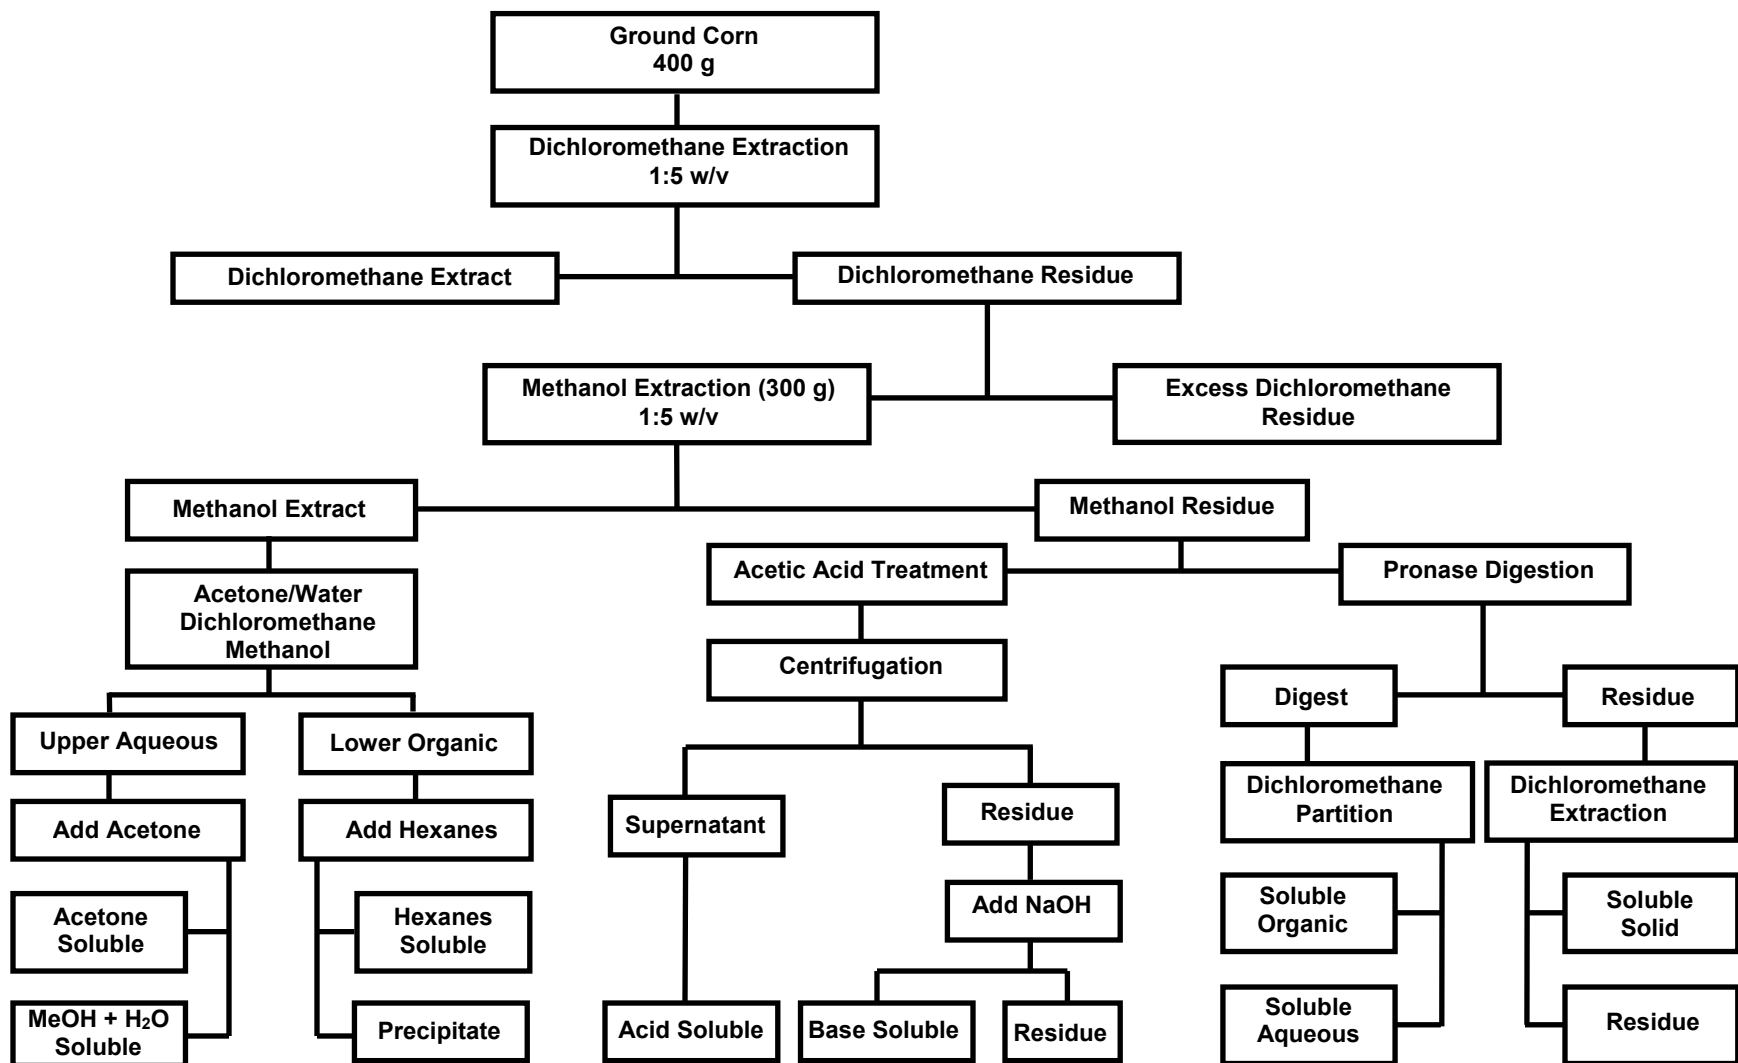 Ground Corn
400 g
Dichloromethane Extraction
1:5 w/v
Dichloromethane Extract
Dichloromethane Residue
Methanol Extraction (300 g)
1:5 w/v
Excess Dichloromethane
Residue
Methanol Extract
Methanol Residue
Acetic Acid Treatment
Pronase Digestion
Acetone/Water
Dichloromethane
Methanol
Centrifugation
Digest
Residue
Upper Aqueous
Lower Organic
Dichloromethane
Partition
Dichloromethane
Extraction
Add Acetone
Add Hexanes
Supernatant
Residue
Acetone
Soluble
Hexanes
Soluble
Add NaOH
Soluble
Organic
Soluble
Solid
MeOH + H₂O
Soluble
Precipitate
Acid Soluble
Base Soluble
Residue
Soluble
Aqueous
Residue